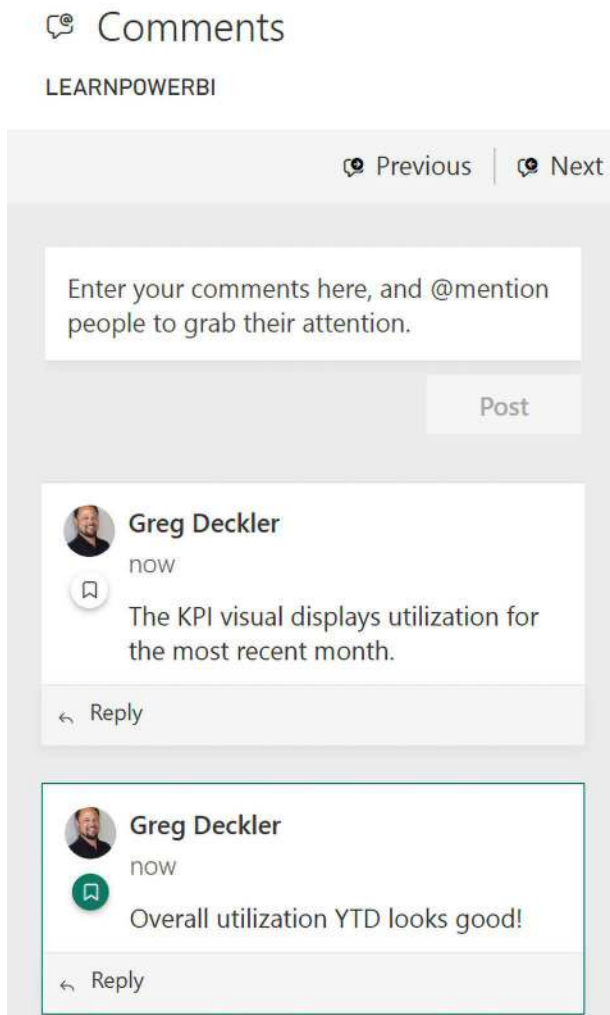 Comments
LEARNPOWERBI
Previous
Next
Enter your comments here, and @mention
people to grab their attention.
Post
Greg Deckler
now
The KPI visual displays utilization for
the most recent month.
Reply
Greg Deckler
now
Overall utilization YTD looks good!
Reply